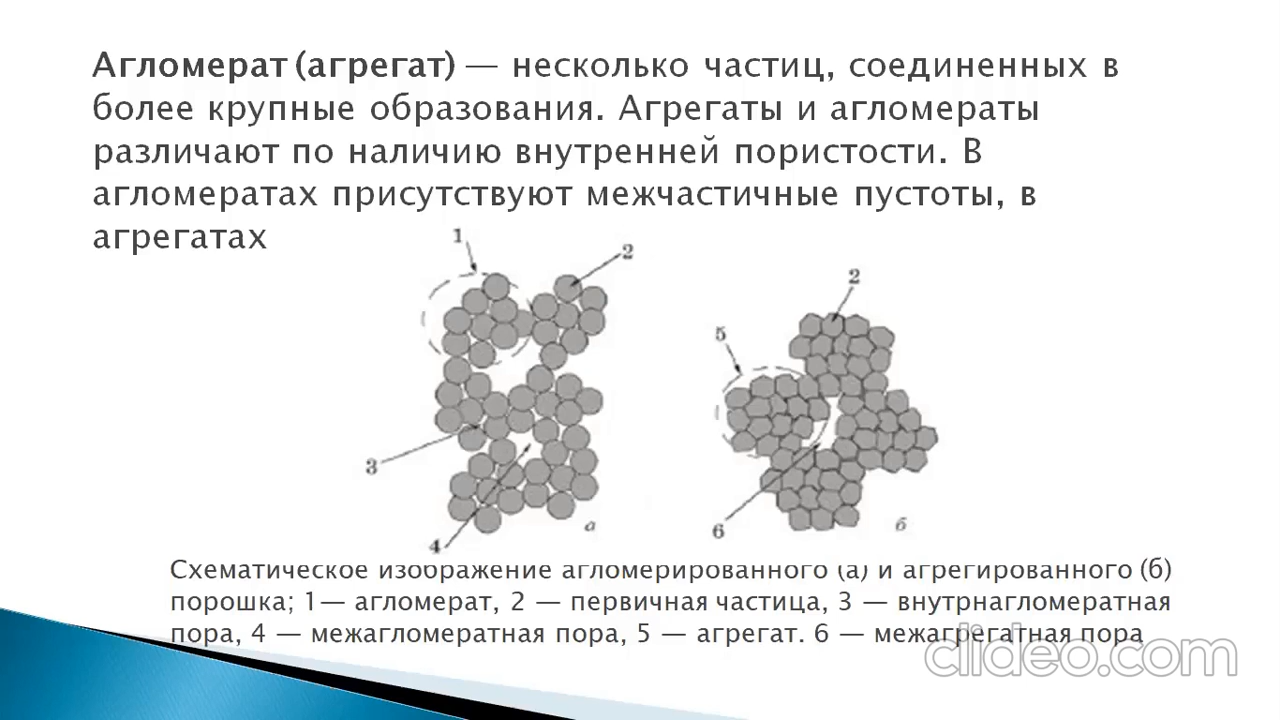 Агломерат (агрегат) — несколько частиц, соединенных в
более крупные образования. Агрегаты и агломераты
различают по наличию внутренней пористости. В
агломератах присутствуют межчастичные пустоты, в
агрегатах
1
2
2
5
3
4
а
6
б
Схематическое изображение агломерированного (а) и агрегированного (б)
порошка; 1— агломерат, 2 — первичная частица, 3 — внутрнагломератная
пора, 4 — межагломератная пора, 5 — агрегат. 6 — межагрегатная пора
clideo.com